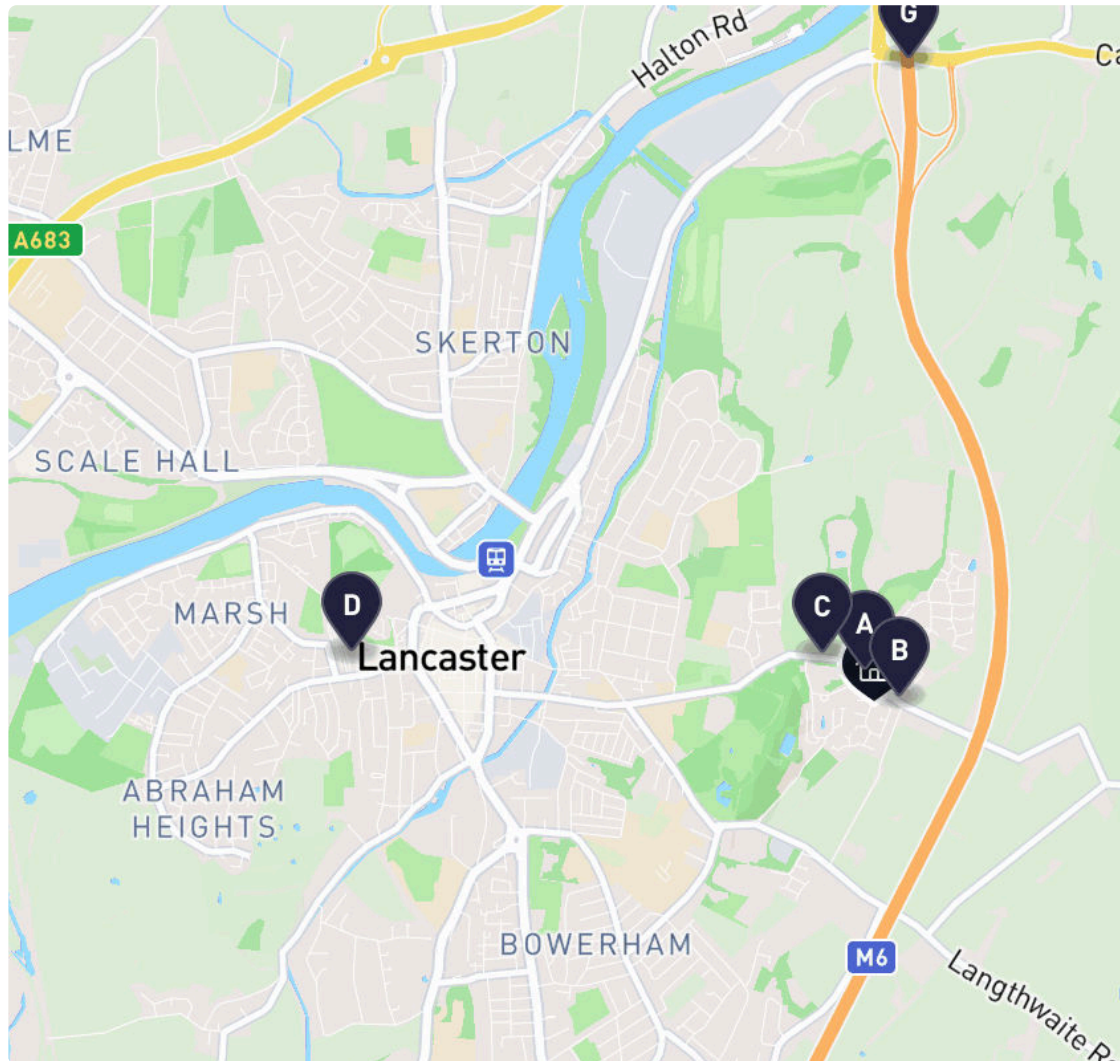 G
Halton Rd
Ca
LME
A683
SKERTON
SCALE HALL
MARSH
D
C
A
B
Lancaster
ABRAHAM
HEIGHTS
BOWERHAM
M6
Langthwaite R